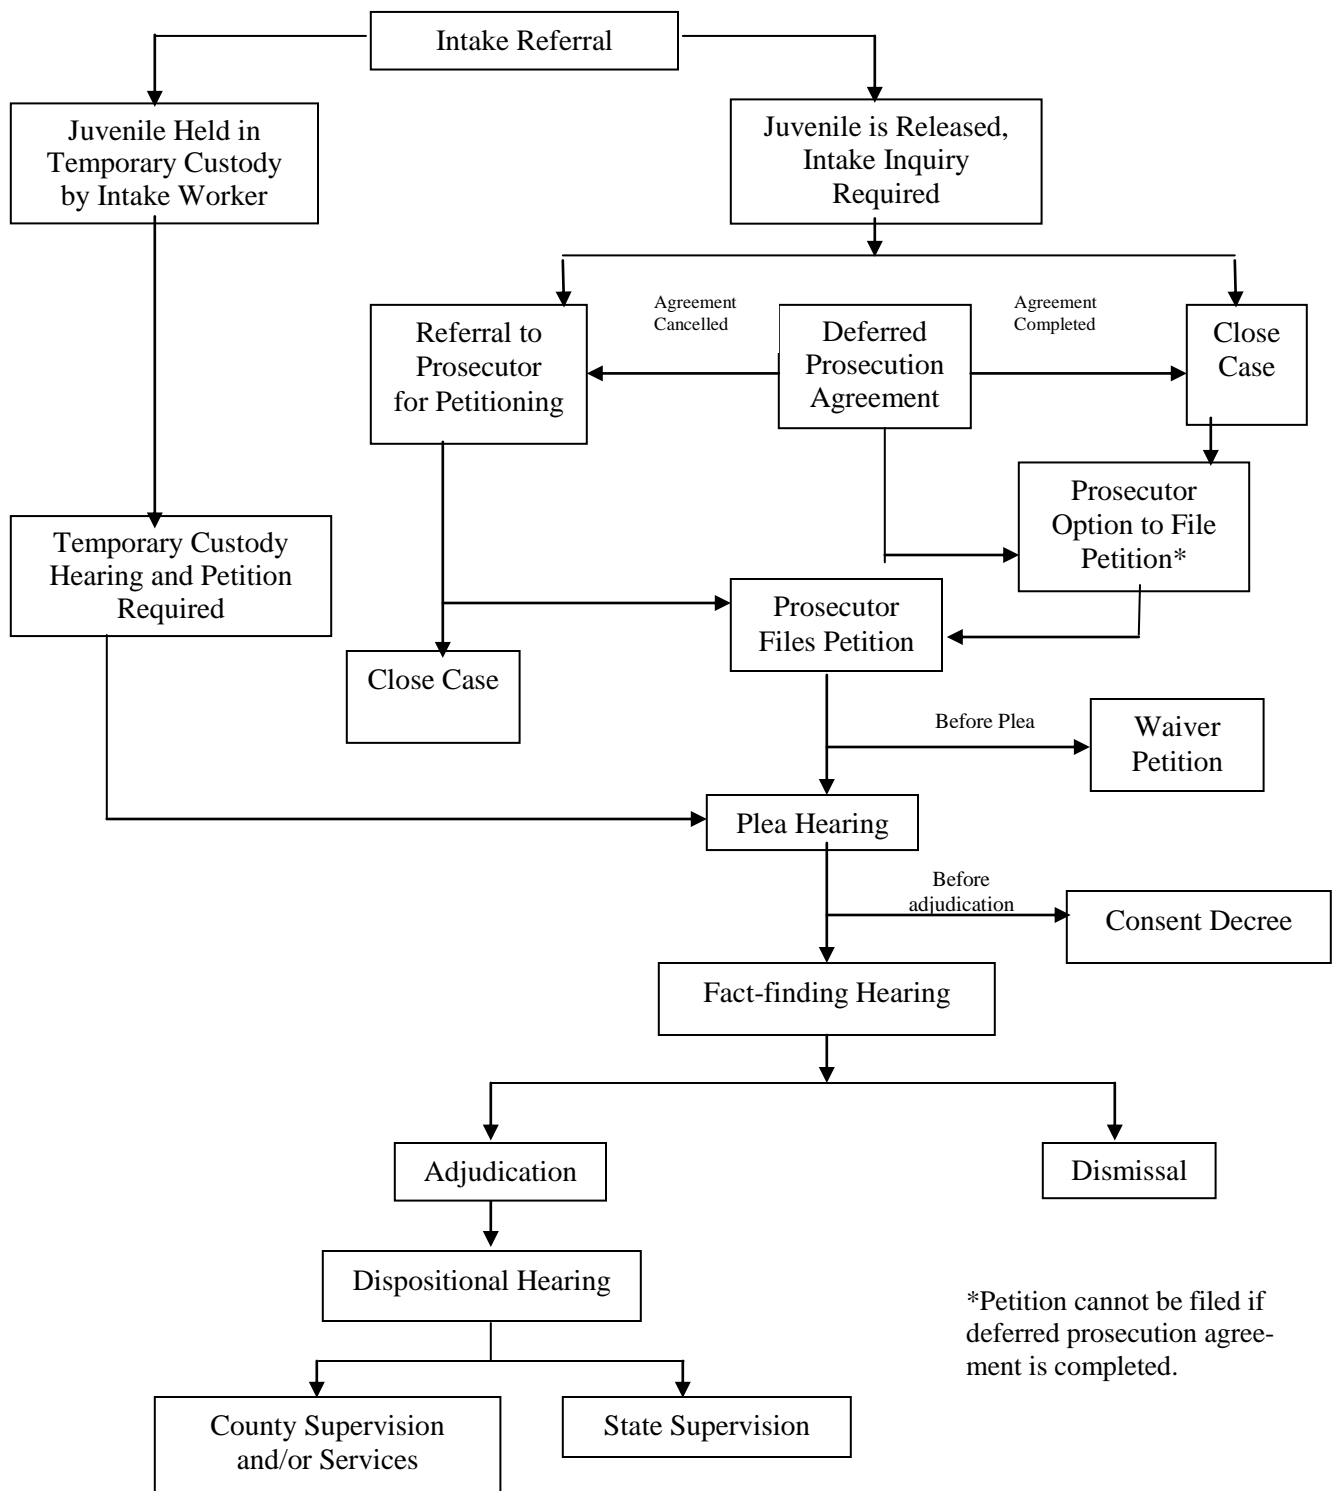 Intake Referral
Juvenile Held in
Temporary Custody
by Intake Worker
Juvenile is Released,
Intake Inquiry
Required
Referral to
Prosecutor
for Petitioning
Agreement
Cancelled
Deferred
Prosecution
Agreement
Agreement
Completed
Close
Case
Prosecutor
Option to File
Petition*
Temporary Custody
Hearing and Petition
Required
Prosecutor
Files Petition
Close Case
Before Plea
Waiver
Petition
Plea Hearing
Before
adjudication
Consent Decree
Fact-finding Hearing
Adjudication
Dismissal
Dispositional Hearing
*Petition cannot be filed if
deferred prosecution agree-
ment is completed.
County Supervision
and/or Services
State Supervision